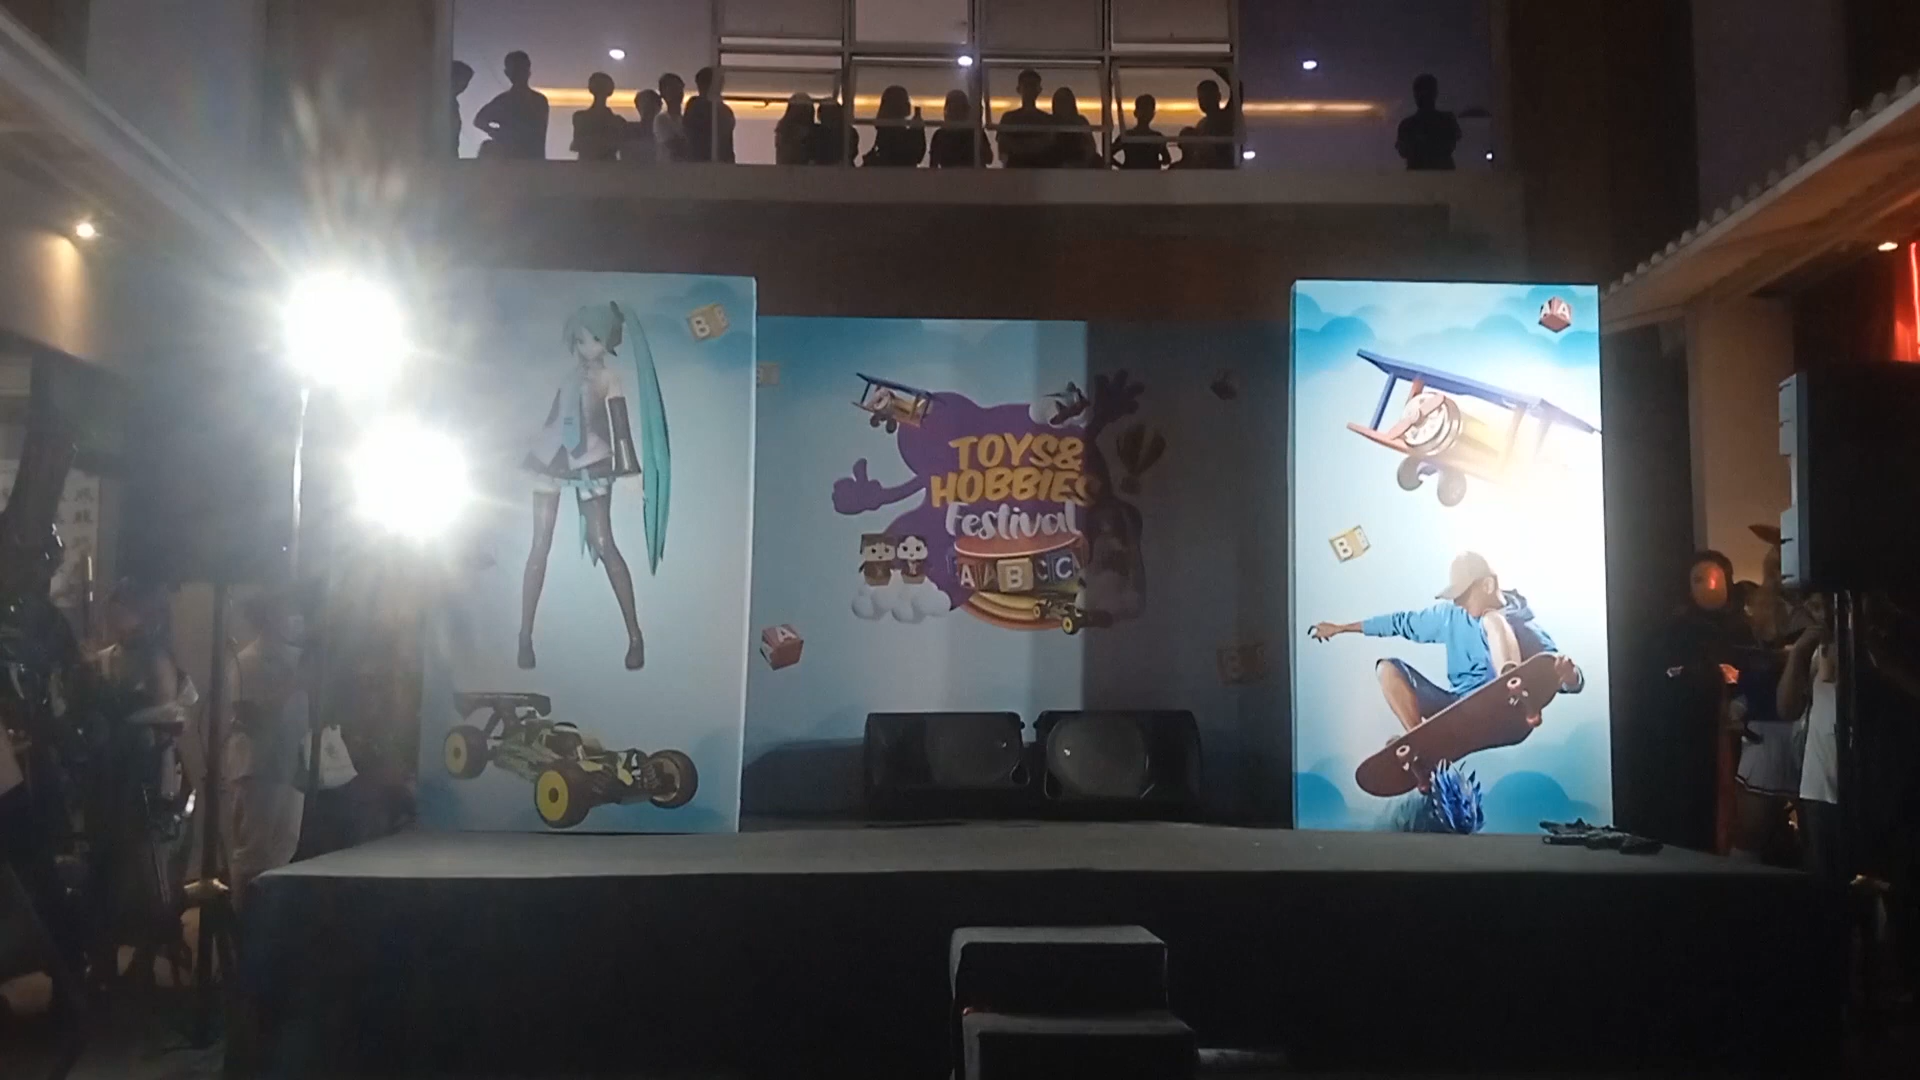 B B
TOYS&
HOBBIES
Festival
A A B C C
A
A A
B B